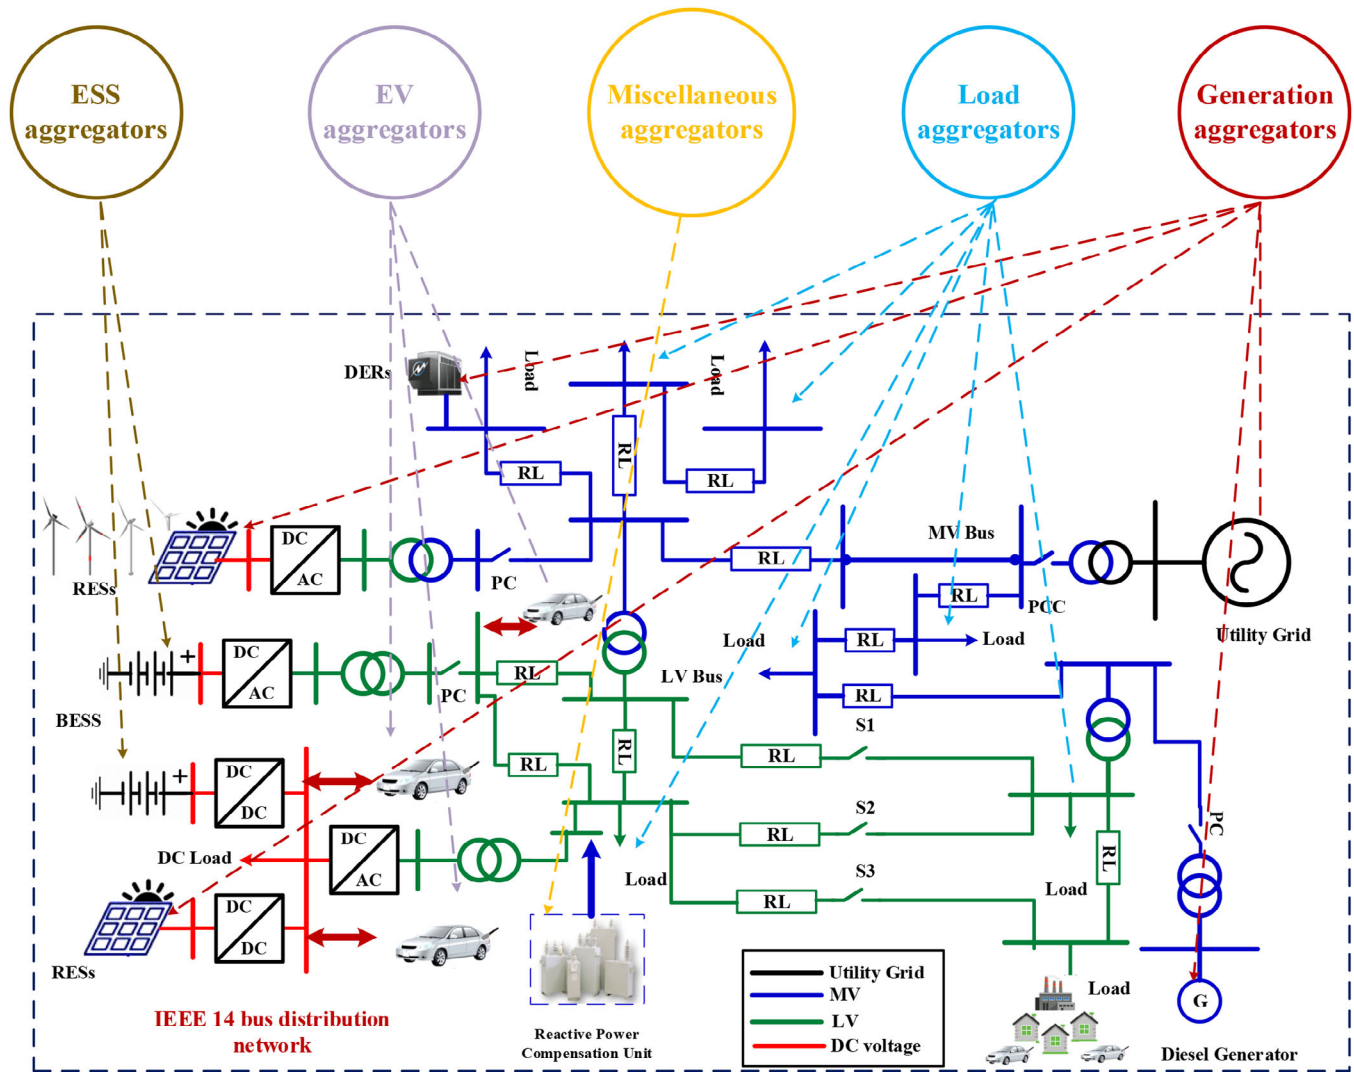 ESS
aggregators
EV
aggregators
Miscellaneous
aggregators
Load
aggregators
Generation
aggregators
DERs
Load
Load
RL
RL
RL
RESs
DC
AC
PC
RL
MV Bus
RL
PCC
Utility Grid
BESS
DC
AC
PC
RL
LV Bus
Load
RL
Load
RL
RL
RL
RL
S1
DC
DC
DC Load
DC
AC
RL
S2
PC
RL
Load
RL
S3
Load
RESs
DC
DC
IEEE 14 bus distribution
network
Reactive Power
Compensation Unit
Utility Grid
MV
LV
DC voltage
Load
G
Diesel Generator